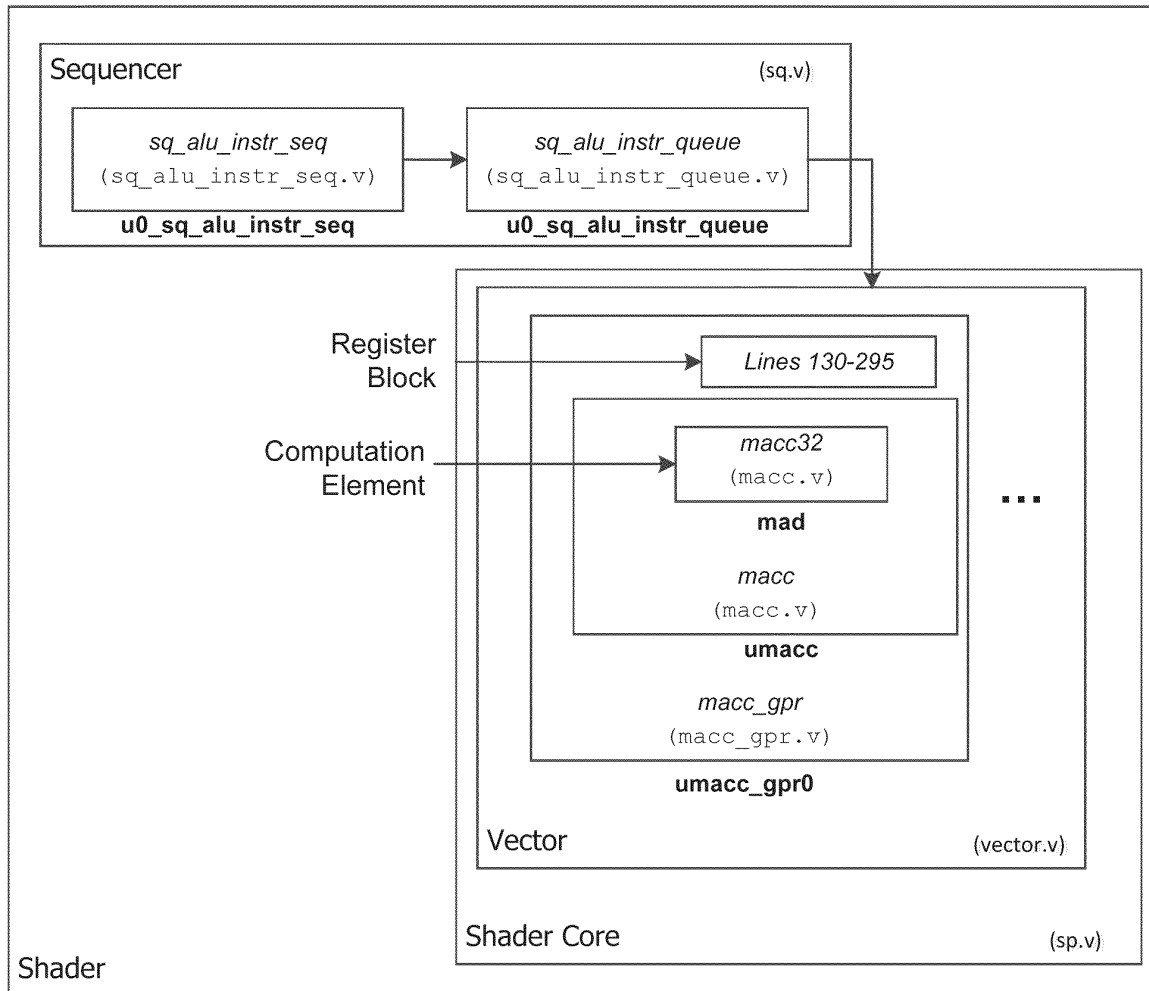 Sequencer
(sq.v)
sq_alu_instr_seq
(sq_alu_instr_seq.v)
u0_sq_alu_instr_seq
sq_alu_instr_queue
(sq_alu_instr_queue.v)
u0_sq_alu_instr_queue
Register
Block
Lines 130-295
Computation
Element
macc32
(macc.v)
mad
...
macc
(macc.v)
umacc
macc_gpr
(macc_gpr.v)
umacc_gpr0
Vector
(vector.v)
Shader Core
(sp.v)
Shader